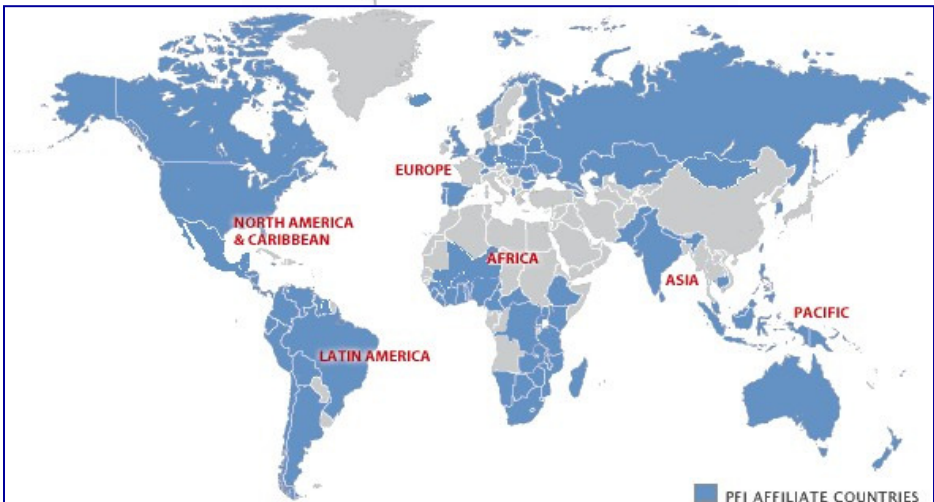 EUROPE
NORTH AMERICA
& CARIBBEAN
AFRICA
ASIA
PACIFIC
LATIN AMERICA
PFI AFFILIATE COUNTRIES